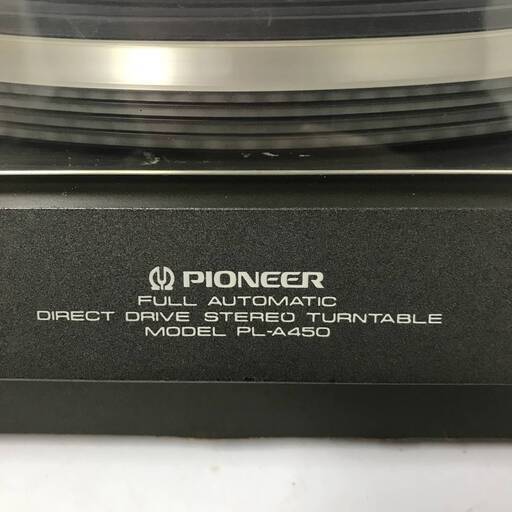 PIONEER
FULL AUTOMATIC
DIRECT DRIVE STEREO TURNTABLE
MODEL PL-A450